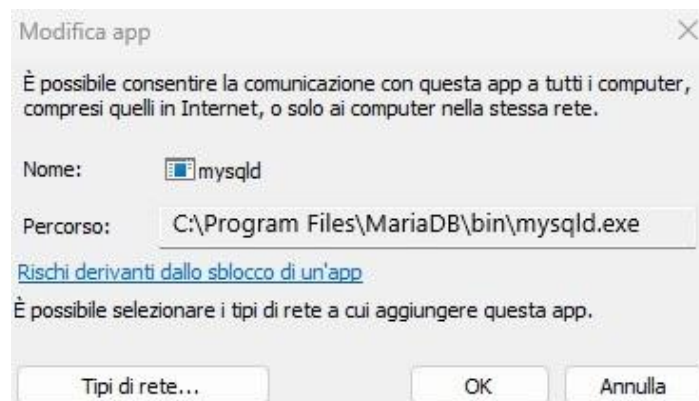 Modifica app
È possibile consentire la comunicazione con questa app a tutti i computer,
compresi quelli in Internet, o solo ai computer nella stessa rete.
Nome: mysqld
Percorso: C:\Program Files\MariaDB\bin\mysqld.exe
Rischi derivanti dallo sblocco di un'app
È possibile selezionare i tipi di rete a cui aggiungere questa app.
Tipi di rete... OK Annulla